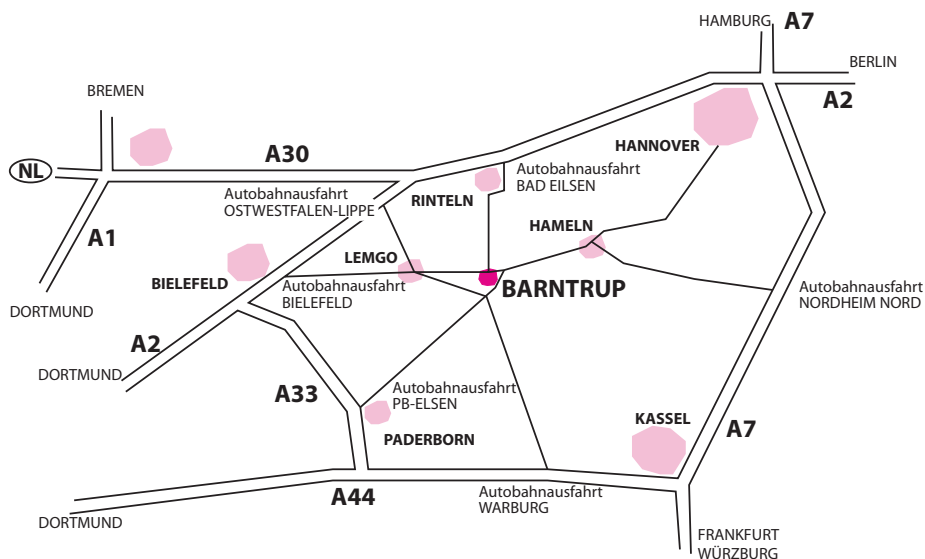 HAMBURG
A7
BERLIN
A2
BREMEN
HANNOVER
A30
NL
Autobahnausfahrt
BAD EILSEN
Autobahnausfahrt
OSTWESTFALEN-LIPPE
RINTELN
HAMELN
A1
LEMGO
BIELEFELD
Autobahnausfahrt
BIELEFELD
BARNTRUP
Autobahnausfahrt
NORDHEIM NORD
DORTMUND
A2
DORTMUND
A33
Autobahnausfahrt
PB-ELSEN
KASSEL
A7
PADERBORN
A44
Autobahnausfahrt
WARBURG
DORTMUND
FRANKFURT
WÜRZBURG